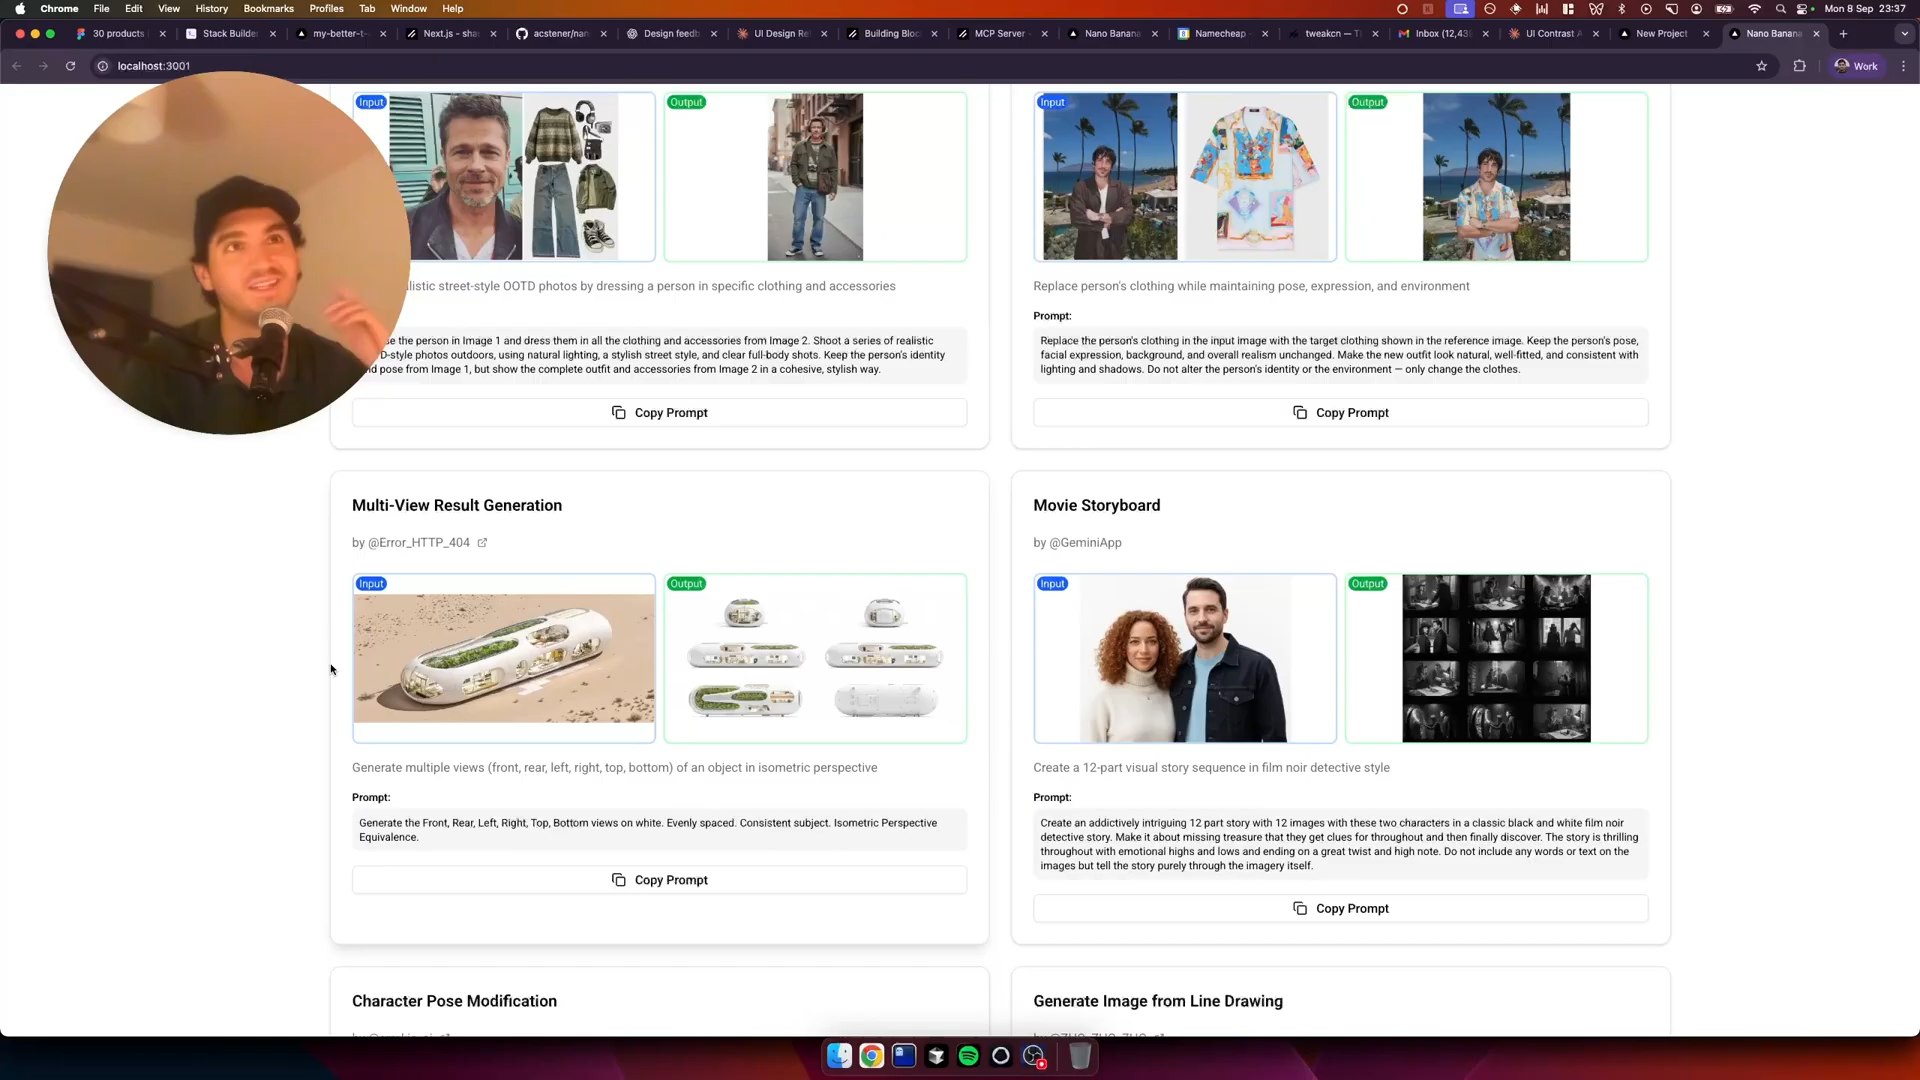 Chrome File Edit View History Bookmarks Profiles Tab Window Help
Mon 8 Sep 23:37
30 products
Stack Builde
my-better-t-
Next.js - sha
acstener/nan
Design feedb
UI Design Re
Building Bloc
MCP Server
Nano Banana
Namecheap
tweakcn — T
Inbox (12,43
UI Contrast A
New Project
Nano Banana
localhost:3001
Work
Input
Output
listic street-style OOTD photos by dressing a person in specific clothing and accessories
se the person in Image 1 and dress them in all the clothing and accessories from Image 2. Shoot a series of realistic
D-style photos outdoors, using natural lighting, a stylish street style, and clear full-body shots. Keep the person's identity
nd pose from Image 1, but show the complete outfit and accessories from Image 2 in a cohesive, stylish way.
Copy Prompt
Input
Output
Replace person's clothing while maintaining pose, expression, and environment
Prompt:
Replace the person's clothing in the input image with the target clothing shown in the reference image. Keep the person's pose,
facial expression, background, and overall realism unchanged. Make the new outfit look natural, well-fitted, and consistent with
lighting and shadows. Do not alter the person's identity or the environment — only change the clothes.
Copy Prompt
Multi-View Result Generation
by @Error_HTTP_404
Input
Output
Generate multiple views (front, rear, left, right, top, bottom) of an object in isometric perspective
Prompt:
Generate the Front, Rear, Left, Right, Top, Bottom views on white. Evenly spaced. Consistent subject. Isometric Perspective
Equivalence.
Copy Prompt
Movie Storyboard
by @GeminiApp
Input
Output
Create a 12-part visual story sequence in film noir detective style
Prompt:
Create an addictively intriguing 12 part story with 12 images with these two characters in a classic black and white film noir
detective story. Make it about missing treasure that they get clues for throughout and then finally discover. The story is thrilling
throughout with emotional highs and lows and ending on a great twist and high note. Do not include any words or text on the
images but tell the story purely through the imagery itself.
Copy Prompt
Character Pose Modification
Generate Image from Line Drawing